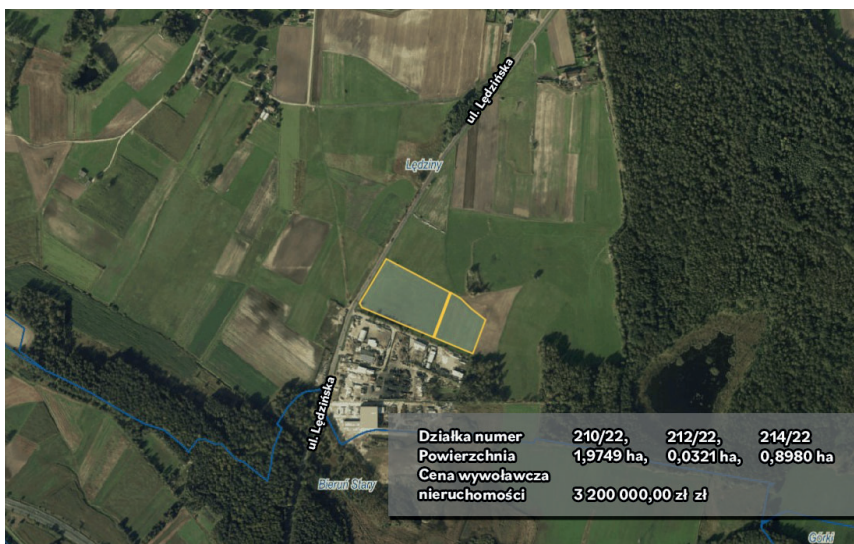 ul. Lędzińska
Lędziny
ul. Lędzińska
Bieruń Stary
Działka numer 210/22, 212/22, 214/22
Powierzchnia 1,9749 ha, 0,0321 ha, 0,8980 ha
Cena wywoławcza
nieruchomości 3 200 000,00 zł zł
Górki